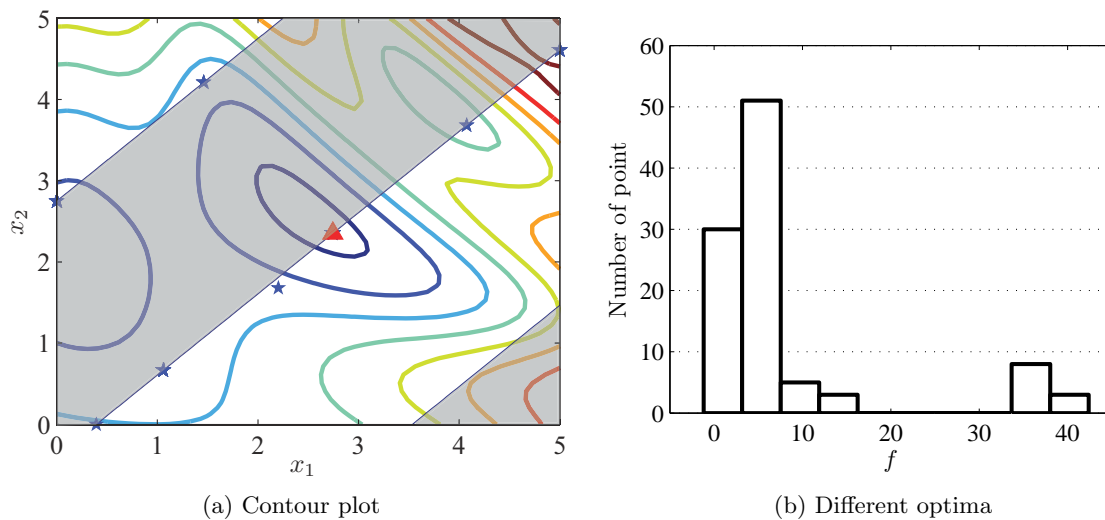 5
4
3
2
1
0
x₂
0 1 2 3 4 5
x₁
(a) Contour plot
60
50
40
30
20
10
0
Number of point
0 10 20 30 40
f
(b) Different optima